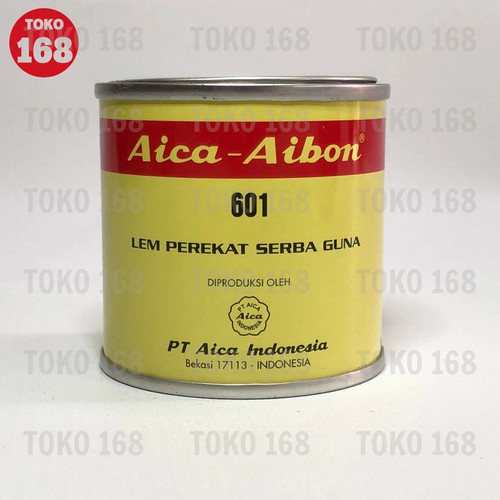 TOKO
168
Aica-Aibon®
601
LEM PEREKAT SERBA GUNA
DIPRODUKSI OLEH
PT AICA
Aica
INDONESIA
PT Aica Indonesia
Bekasi 17113 - INDONESIA
TOKO 168